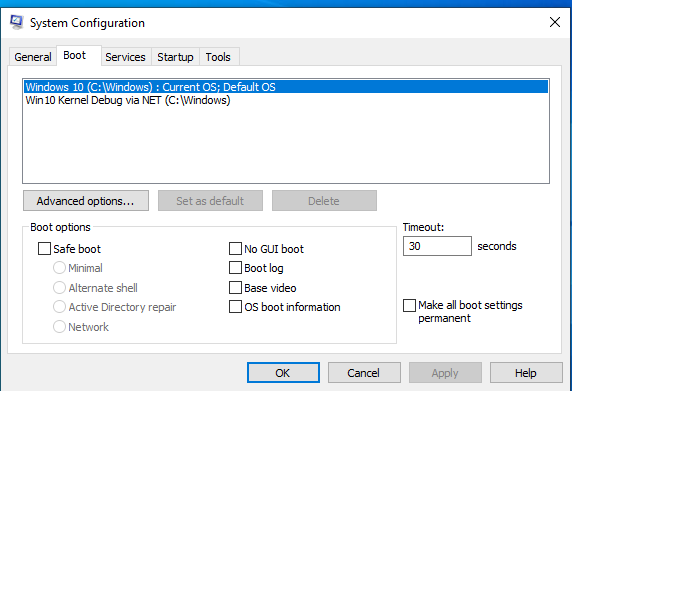 System Configuration
General Boot Services Startup Tools
Windows 10 (C:\Windows) : Current OS; Default OS
Win10 Kernel Debug via NET (C:\Windows)
Advanced options... Set as default Delete
Boot options
Safe boot
Minimal
Alternate shell
Active Directory repair
Network
No GUI boot
Boot log
Base video
OS boot information
Timeout:
30 seconds
Make all boot settings
permanent
OK Cancel Apply Help